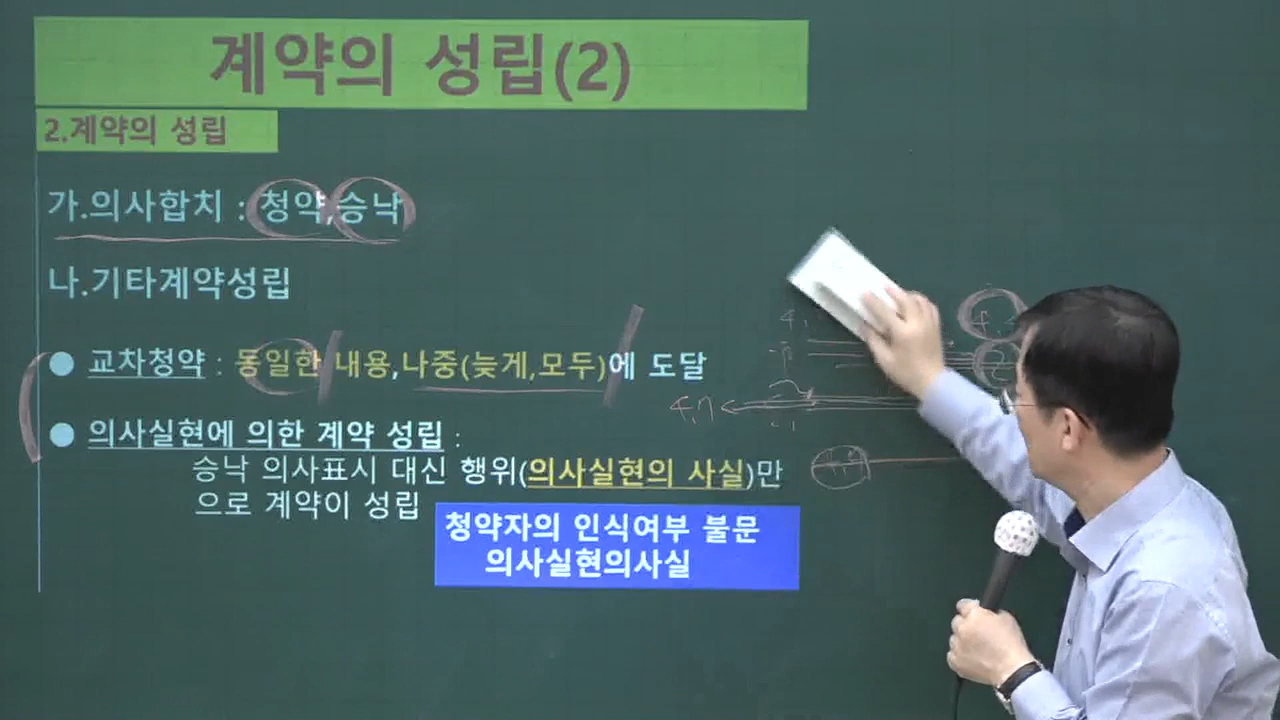 계약의 성립(2)
2.계약의 성립
가.의사합치 : 청약,승낙
나.기타계약성립
● 교차청약 : 동일한 내용,나중(늦게,모두)에 도달
● 의사실현에 의한 계약 성립 :
승낙 의사표시 대신 행위(의사실현의 사실)만
으로 계약이 성립
청약자의 인식여부 불문
의사실현의사실